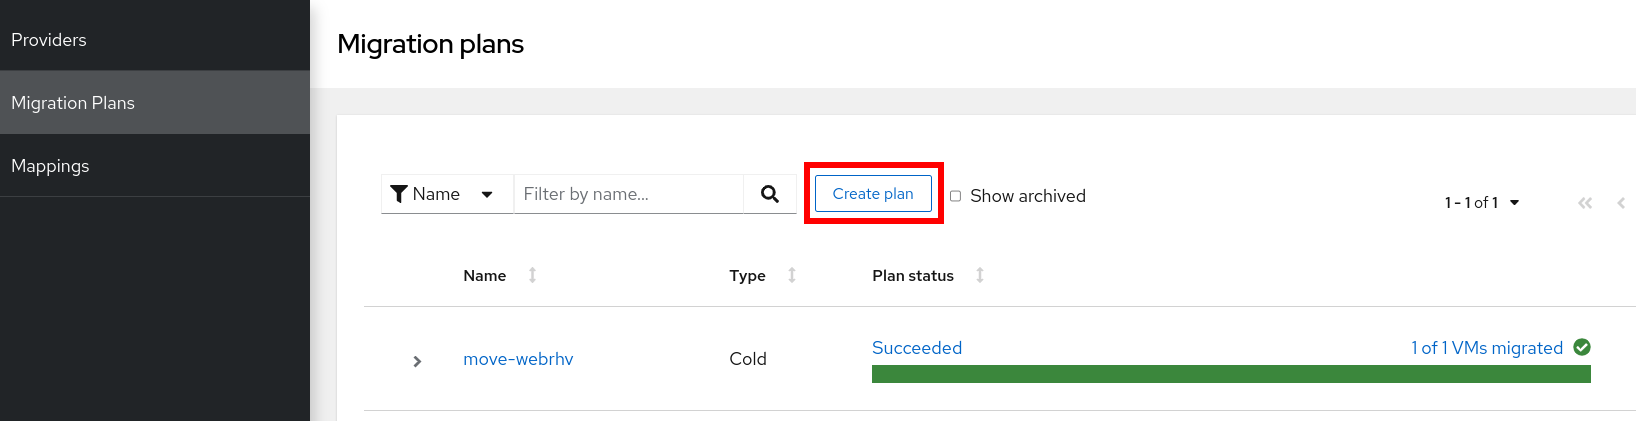 Providers
Migration Plans
Mappings
Migration plans
Name Filter by name... Create plan Show archived 1 - 1 of 1
Name Type Plan status
move-webrhv Cold Succeeded 1 of 1 VMs migrated